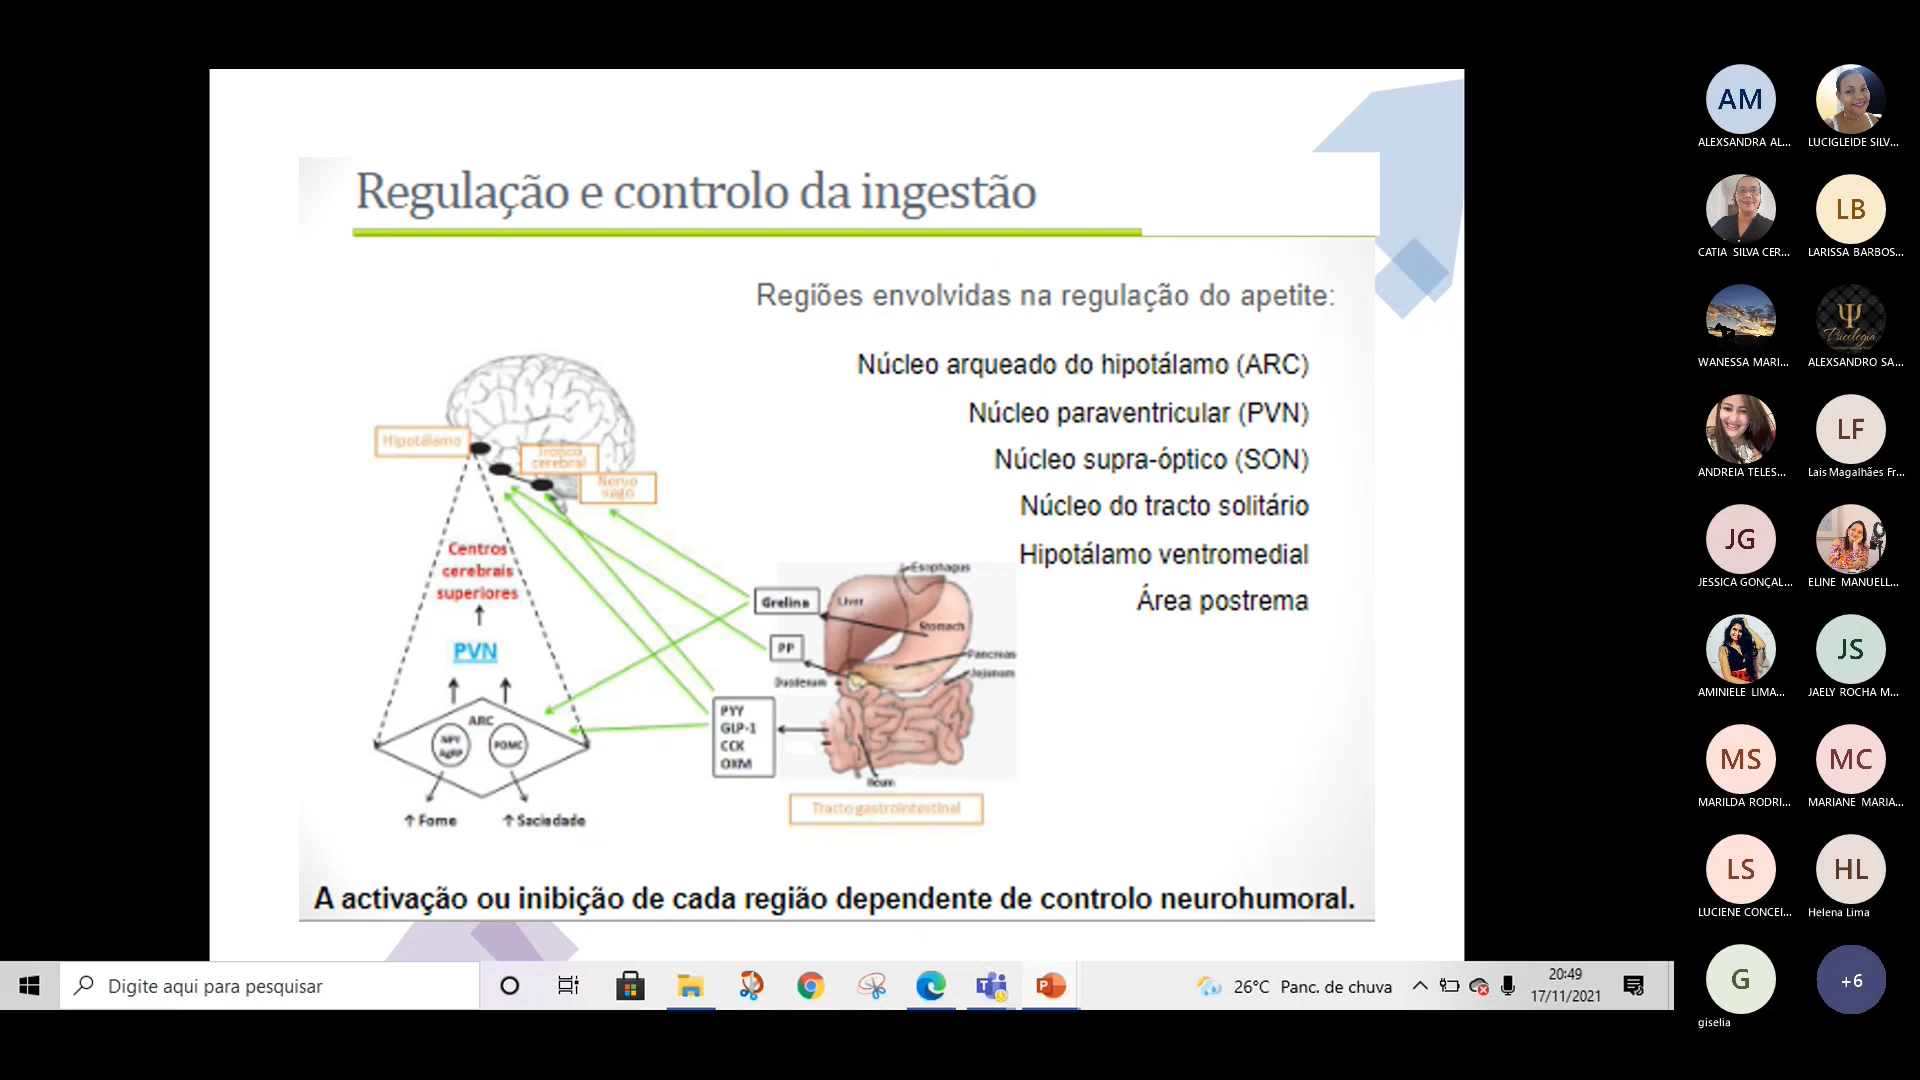 Regulação e controlo da ingestão
Regiões envolvidas na regulação do apetite:
Núcleo arqueado do hipotálamo (ARC)
Núcleo paraventricular (PVN)
Núcleo supra-óptico (SON)
Núcleo do tracto solitário
Hipotálamo ventromedial
Área postrema
Hipotálamo
Tronco
cerebral
Nervo
vago
Centros
cerebrais
superiores
PVN
ARC
NPY
AgRP
POMC
↑ Fome
↑ Saciedade
Grelina
PP
PYY
GLP-1
CCK
OXM
Esophagus
Liver
Stomach
Pancreas
Jejunum
Duodenum
Ileum
Tracto gastrointestinal
A activação ou inibição de cada região dependente de controlo neurohumoral.
AM
ALEXSANDRA AL...
LUCIGLEIDE SILV...
CATIA SILVA CER...
LB
LARISSA BARBOS...
WANESSA MARI...
Ψ
Psicologia
ALEXSANDRO SA...
ANDREIA TELES...
LF
Lais Magalhães Fr...
JG
JESSICA GONÇAL...
ELINE MANUELL...
AMINIELE LIMA...
JS
JAELY ROCHA M...
MS
MARILDA RODRI...
MC
MARIANE MARIA...
LS
LUCIENE CONCEI...
HL
Helena Lima
G
giselia
+6
Digite aqui para pesquisar
26°C Panc. de chuva
20:49
17/11/2021